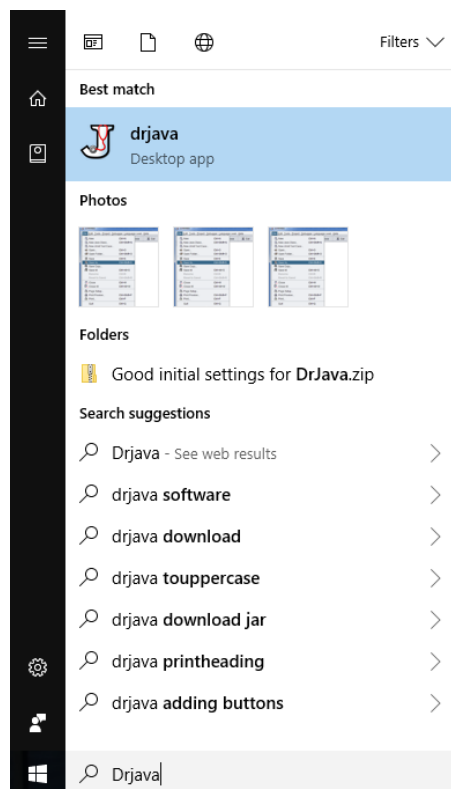 Filters
Best match
drjava
Desktop app
Photos
Folders
Good initial settings for DrJava.zip
Search suggestions
Drjava - See web results
drjava software
drjava download
drjava touppercase
drjava download jar
drjava printheading
drjava adding buttons
Drjava